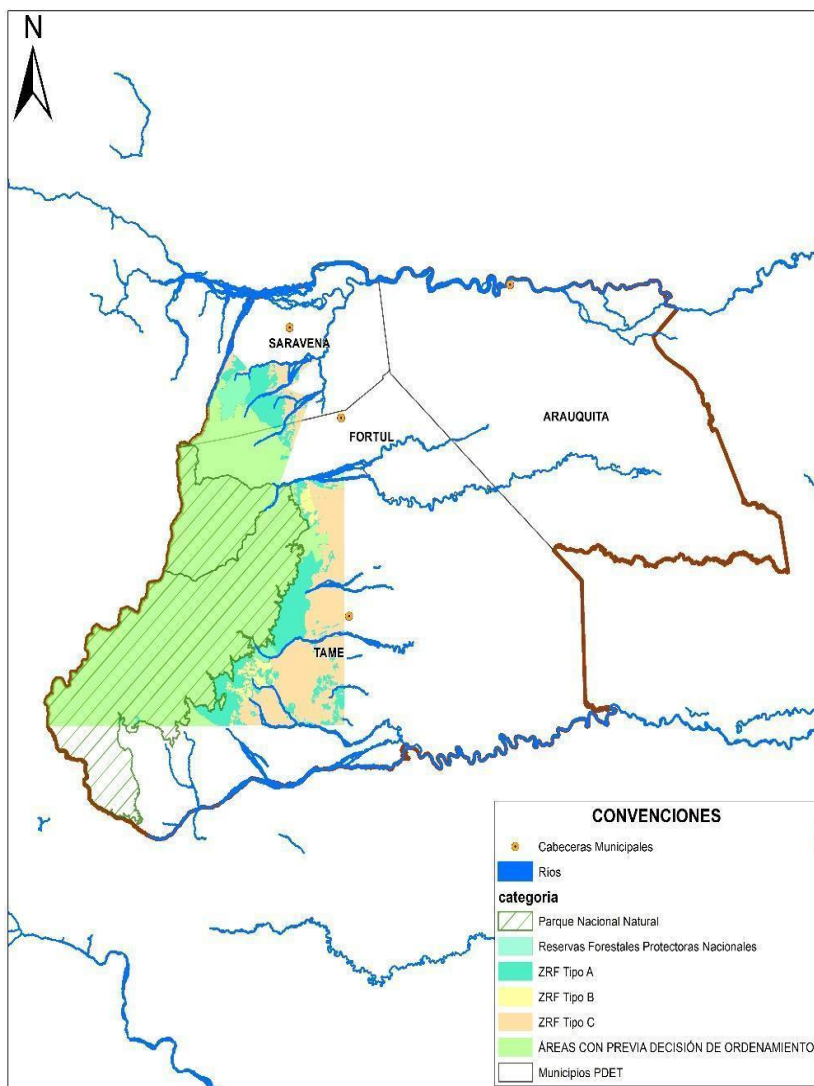 N
SARAVENA
FORTUL
ARAUQUITA
TAME
CONVENCIONES
Cabeceras Municipales
Ríos
categoria
Parque Nacional Natural
Reservas Forestales Protectoras Nacionales
ZRF Tipo A
ZRF Tipo B
ZRF Tipo C
ÁREAS CON PREVIA DECISIÓN DE ORDENAMIENTO
Municipios PDET